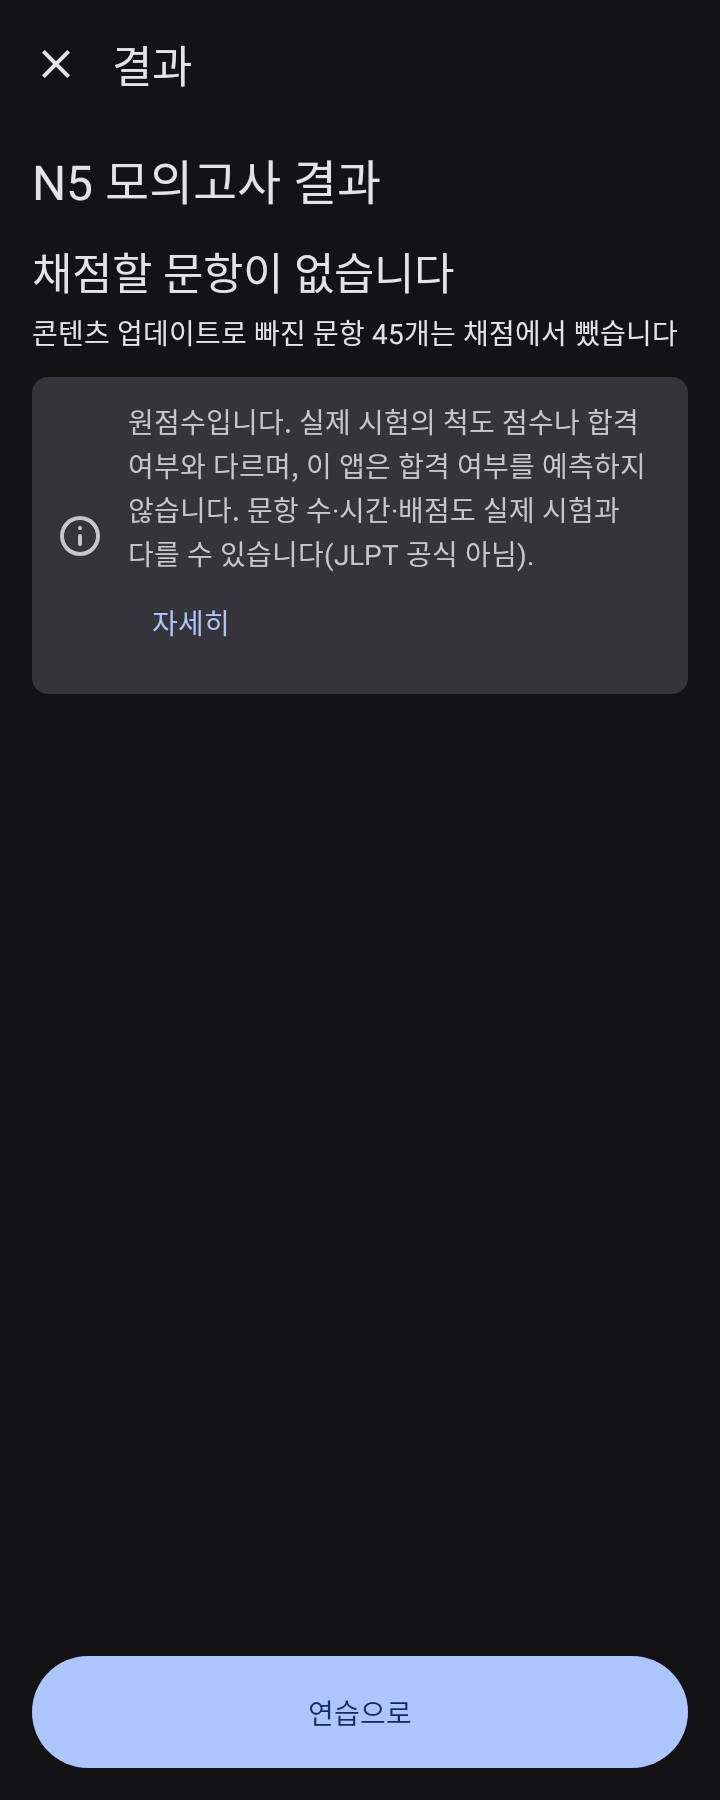 결과
N5 모의고사 결과
채점할 문항이 없습니다
콘텐츠 업데이트로 빠진 문항 45개는 채점에서 뺐습니다
원점수입니다. 실제 시험의 척도 점수나 합격
여부와 다르며, 이 앱은 합격 여부를 예측하지
않습니다. 문항 수·시간·배점도 실제 시험과
다를 수 있습니다(JLPT 공식 아님).
자세히
연습으로